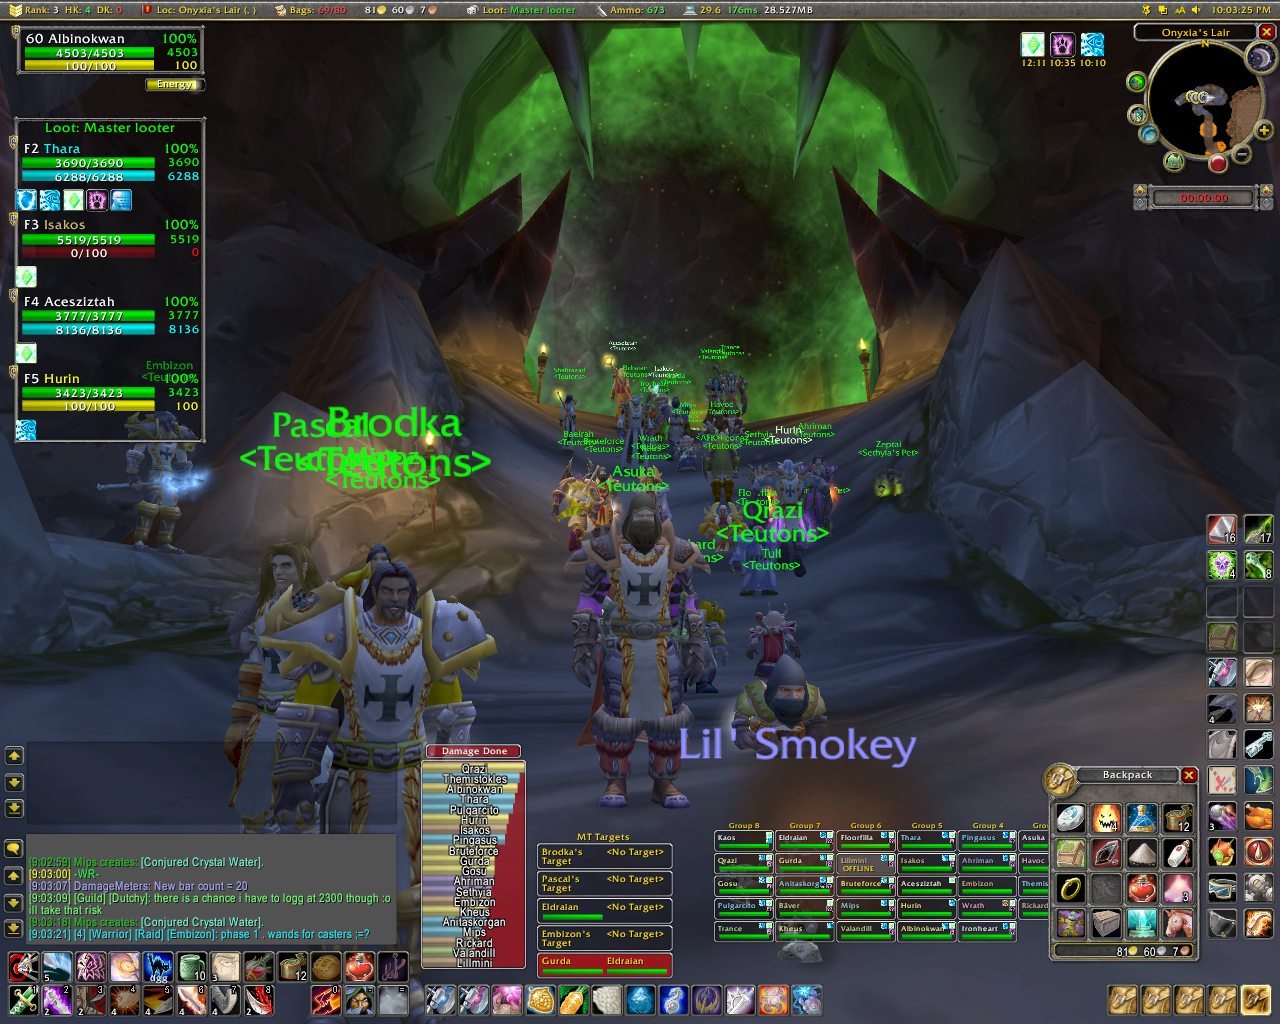 Rank: 3 HK: 4 DK: 0
Loc: Onyxia's Lair (, )
Bags: 69/80
81 60 7
Loot: Master looter
Ammo: 673
29.6 176ms 28.527MB
10:03:25 PM
60 Albinokwan 100%
4503/4503 4503
100/100 100
Energy
12:11 10:35 10:10
Onyxia's Lair
N
00:00:00
Loot: Master looter
F2 Thara 100%
3690/3690 3690
6288/6288 6288
F3 Isakos 100%
5519/5519 5519
0/100 0
F4 Acesziztah 100%
3777/3777 3777
8136/8136 8136
Embizon
F5 Hurin 100%
3423/3423 3423
100/100 100
Brodka
<Teutons>
<Teutons>
Asuka
<Teutons>
Qrazi
<Teutons>
Tull
<Teutons>
Hurin
Ahriman
<Teutons>
Zeptai
<Sethyla's Pet>
Lil' Smokey
Damage Done
Qrazi
Themistokles
Albinokwan
Thara
Pulgarcito
Hurin
Isakos
Pingasus
Bruteforce
Gurda
Gosu
Ahriman
Sethyla
Embizon
Kheus
Anitaskorgan
Mips
Rickard
Valandill
Lillmini
[9:02:59] Mips creates: [Conjured Crystal Water].
[9:03:00] -WR-
[9:03:07] DamageMeters: New bar count = 20
[9:03:09] [Guild] [Dutchy]: there is a chance i have to logg at 2300 though :o
ill take that risk
[9:03:18] Mips creates: [Conjured Crystal Water].
[9:03:21] [4] [Warrior] [Raid] [Embizon]: phase 1 , wands for casters ;=?
MT Targets
Brodka's Target <No Target>
Pascal's Target <No Target>
Eldraian <No Target>
Embizon's Target <No Target>
Gurda Eldraian
Group 8 Group 7 Group 6 Group 5 Group 4
Kaos Eldraian Floorfilla Thara Pingasus Asuka
Qrazi Gurda Lillmini OFFLINE Isakos Ahriman Havoc
Gosu Anitaskorg Bruteforce Acesziztah Embizon Themis
Pulgarcito Bäver Mips Hurin Wrath Rickard
Trance Kheus Valandill Albinokwan Ironheart
Backpack
81 60 7